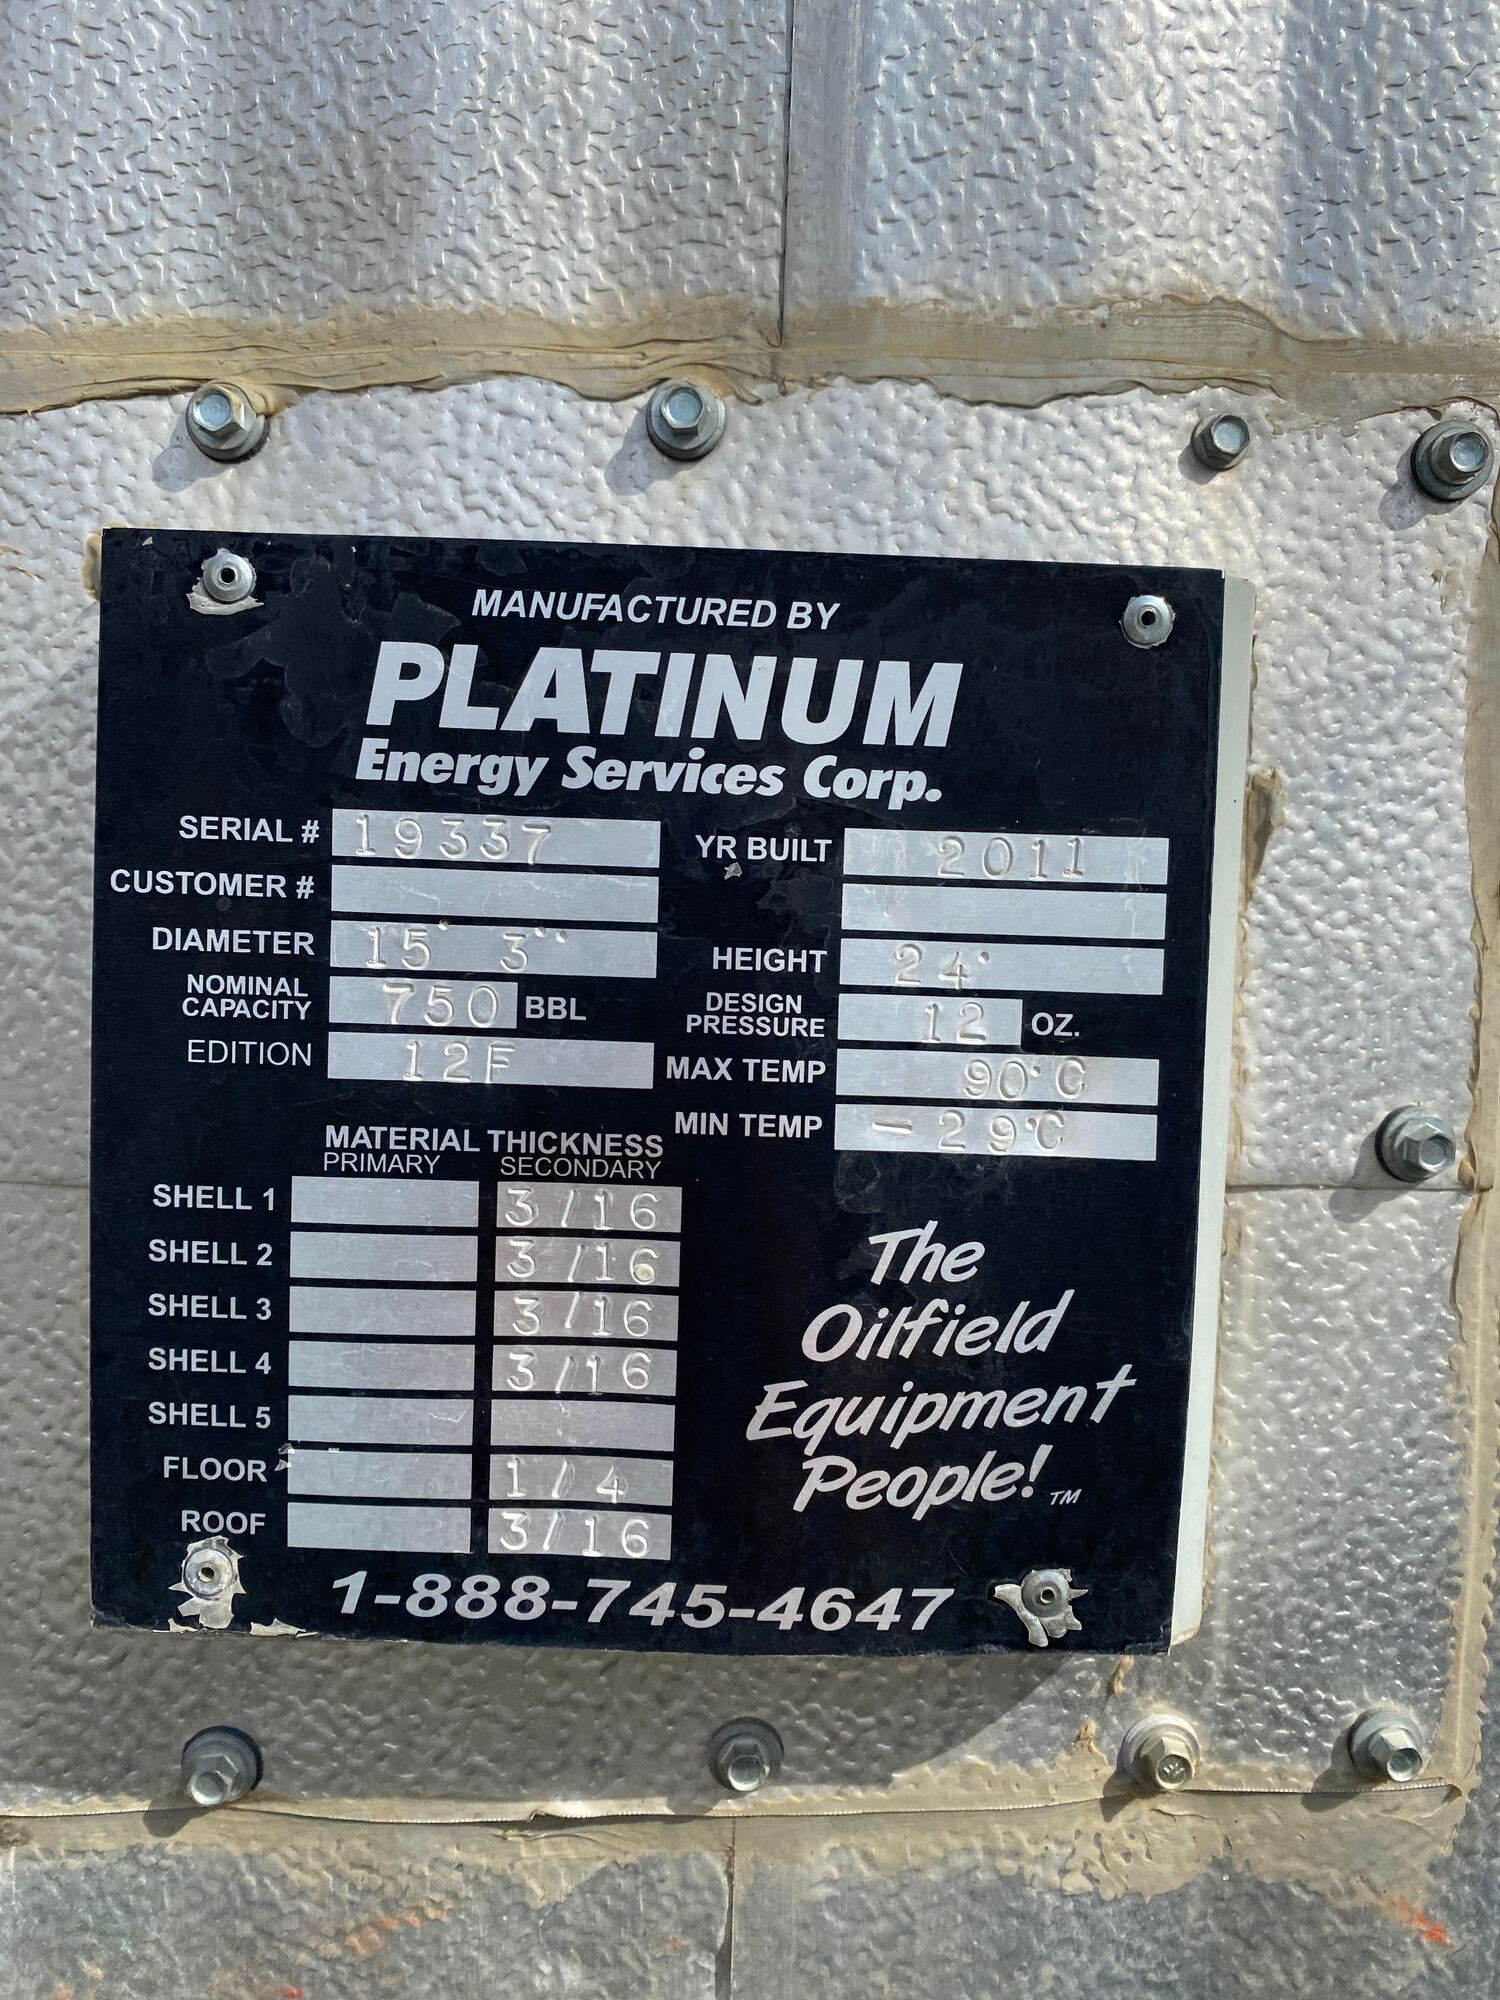 MANUFACTURED BY
PLATINUM
Energy Services Corp.
SERIAL # 19337 YR BUILT 2011
CUSTOMER #
DIAMETER 15' 3" HEIGHT 24'
NOMINAL CAPACITY 750 BBL DESIGN PRESSURE 12 OZ.
EDITION 12F MAX TEMP 90°C
MIN TEMP -29°C
MATERIAL THICKNESS
PRIMARY SECONDARY
SHELL 1 3/16
SHELL 2 3/16
SHELL 3 3/16
SHELL 4 3/16
SHELL 5
FLOOR 1/4
ROOF 3/16
The
Oilfield
Equipment
People! TM
1-888-745-4647